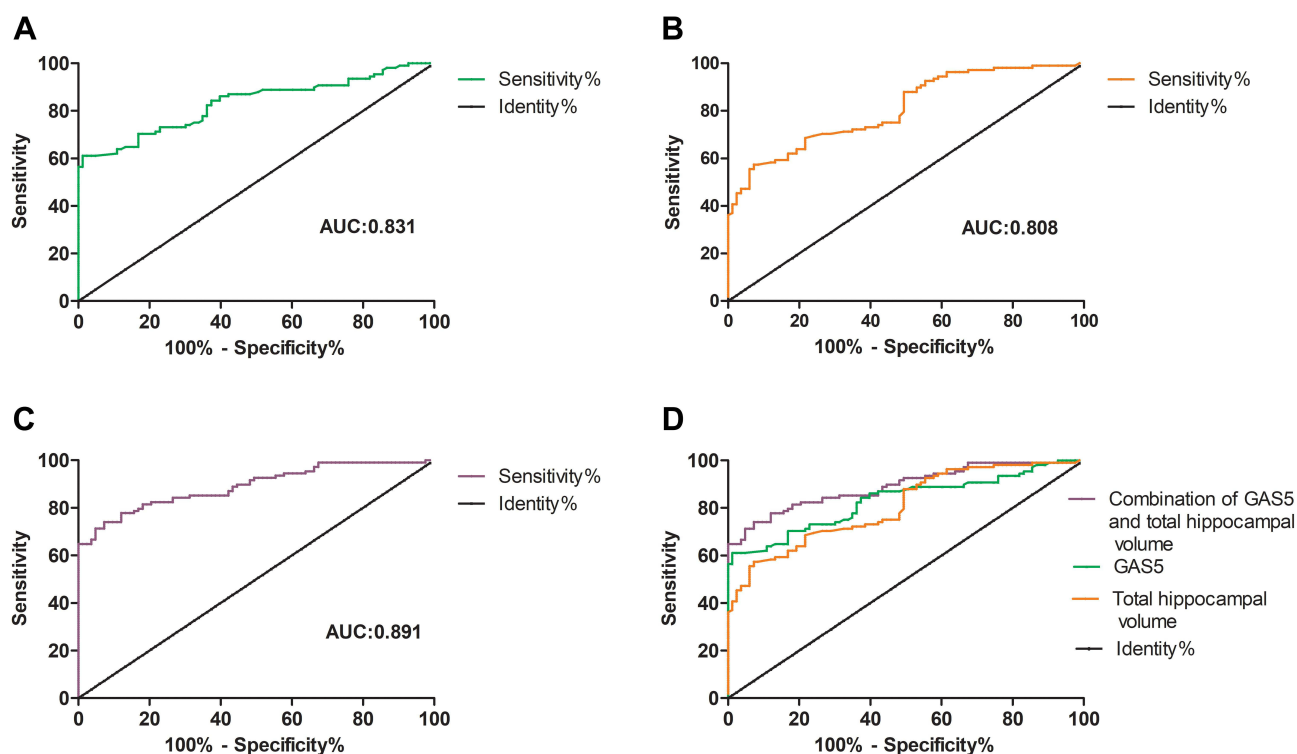 A
100
80
60
40
20
0
Sensitivity
0 20 40 60 80 100
100% - Specificity%
Sensitivity%
Identity%
AUC:0.831
B
100
80
60
40
20
0
Sensitivity
0 20 40 60 80 100
100% - Specificity%
Sensitivity%
Identity%
AUC:0.808
C
100
80
60
40
20
0
Sensitivity
0 20 40 60 80 100
100% - Specificity%
Sensitivity%
Identity%
AUC:0.891
D
100
80
60
40
20
0
Sensitivity
0 20 40 60 80 100
100% - Specificity%
Combination of GAS5
and total hippocampal
volume
GAS5
Total hippocampal
volume
Identity%